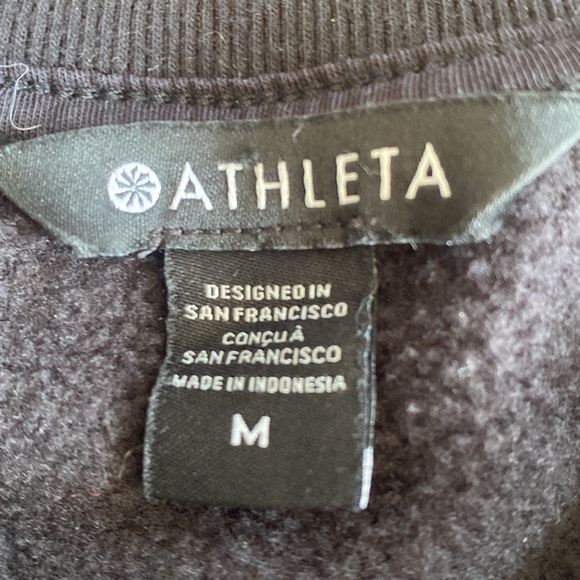 ATHLETA
DESIGNED IN
SAN FRANCISCO
CONÇU À
SAN FRANCISCO
MADE IN INDONESIA
M